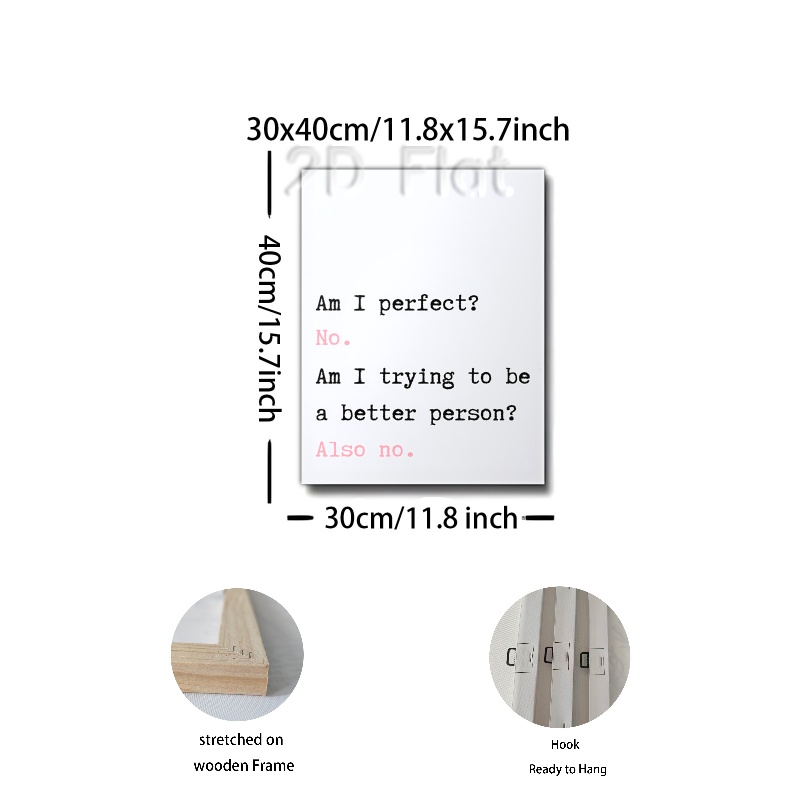 30x40cm/11.8x15.7inch
2D Flat
40cm/15.7inch
Am I perfect?
No.
Am I trying to be
a better person?
Also no.
30cm/11.8 inch
stretched on
wooden Frame
Hook
Ready to Hang